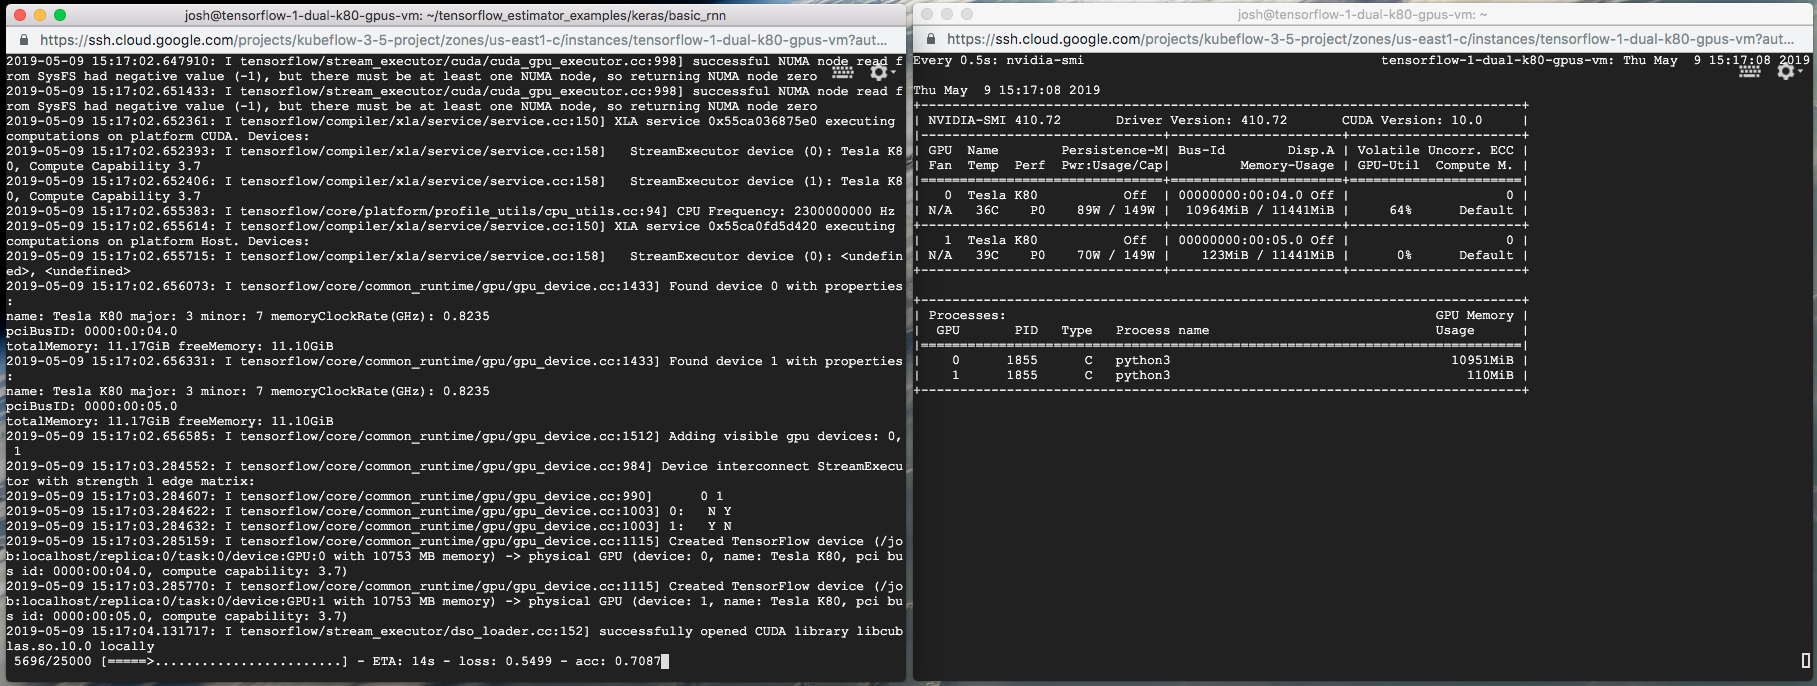 josh@tensorflow-1-dual-k80-gpus-vm: ~/tensorflow_estimator_examples/keras/basic_rnn
https://ssh.cloud.google.com/projects/kubeflow-3-5-project/zones/us-east1-c/instances/tensorflow-1-dual-k80-gpus-vm?aut...
2019-05-09 15:17:02.647910: I tensorflow/stream_executor/cuda/cuda_gpu_executor.cc:998] successful NUMA node read f
rom SysFS had negative value (-1), but there must be at least one NUMA node, so returning NUMA node zero
2019-05-09 15:17:02.651433: I tensorflow/stream_executor/cuda/cuda_gpu_executor.cc:998] successful NUMA node read f
rom SysFS had negative value (-1), but there must be at least one NUMA node, so returning NUMA node zero
2019-05-09 15:17:02.652361: I tensorflow/compiler/xla/service/service.cc:150] XLA service 0x55ca036875e0 executing
computations on platform CUDA. Devices:
2019-05-09 15:17:02.652393: I tensorflow/compiler/xla/service/service.cc:158]   StreamExecutor device (0): Tesla K8
0, Compute Capability 3.7
2019-05-09 15:17:02.652406: I tensorflow/compiler/xla/service/service.cc:158]   StreamExecutor device (1): Tesla K8
0, Compute Capability 3.7
2019-05-09 15:17:02.655383: I tensorflow/core/platform/profile_utils/cpu_utils.cc:94] CPU Frequency: 2300000000 Hz
2019-05-09 15:17:02.655614: I tensorflow/compiler/xla/service/service.cc:150] XLA service 0x55ca0fd5d420 executing
computations on platform Host. Devices:
2019-05-09 15:17:02.655715: I tensorflow/compiler/xla/service/service.cc:158]   StreamExecutor device (0): <undefin
ed>, <undefined>
2019-05-09 15:17:02.656073: I tensorflow/core/common_runtime/gpu/gpu_device.cc:1433] Found device 0 with properties
:
name: Tesla K80 major: 3 minor: 7 memoryClockRate(GHz): 0.8235
pciBusID: 0000:00:04.0
totalMemory: 11.17GiB freeMemory: 11.10GiB
2019-05-09 15:17:02.656331: I tensorflow/core/common_runtime/gpu/gpu_device.cc:1433] Found device 1 with properties
:
name: Tesla K80 major: 3 minor: 7 memoryClockRate(GHz): 0.8235
pciBusID: 0000:00:05.0
totalMemory: 11.17GiB freeMemory: 11.10GiB
2019-05-09 15:17:02.656585: I tensorflow/core/common_runtime/gpu/gpu_device.cc:1512] Adding visible gpu devices: 0,
 1
2019-05-09 15:17:03.284552: I tensorflow/core/common_runtime/gpu/gpu_device.cc:984] Device interconnect StreamExecu
tor with strength 1 edge matrix:
2019-05-09 15:17:03.284607: I tensorflow/core/common_runtime/gpu/gpu_device.cc:990]      0 1
2019-05-09 15:17:03.284622: I tensorflow/core/common_runtime/gpu/gpu_device.cc:1003] 0:   N Y
2019-05-09 15:17:03.284632: I tensorflow/core/common_runtime/gpu/gpu_device.cc:1003] 1:   Y N
2019-05-09 15:17:03.285159: I tensorflow/core/common_runtime/gpu/gpu_device.cc:1115] Created TensorFlow device (/jo
b:localhost/replica:0/task:0/device:GPU:0 with 10753 MB memory) -> physical GPU (device: 0, name: Tesla K80, pci bu
s id: 0000:00:04.0, compute capability: 3.7)
2019-05-09 15:17:03.285770: I tensorflow/core/common_runtime/gpu/gpu_device.cc:1115] Created TensorFlow device (/jo
b:localhost/replica:0/task:0/device:GPU:1 with 10753 MB memory) -> physical GPU (device: 1, name: Tesla K80, pci bu
s id: 0000:00:05.0, compute capability: 3.7)
2019-05-09 15:17:04.131717: I tensorflow/stream_executor/dso_loader.cc:152] successfully opened CUDA library libcub
las.so.10.0 locally
 5696/25000 [=====>........................] - ETA: 14s - loss: 0.5499 - acc: 0.7087
josh@tensorflow-1-dual-k80-gpus-vm: ~
https://ssh.cloud.google.com/projects/kubeflow-3-5-project/zones/us-east1-c/instances/tensorflow-1-dual-k80-gpus-vm?aut...
Every 0.5s: nvidia-smi                    tensorflow-1-dual-k80-gpus-vm: Thu May  9 15:17:08 2019
Thu May  9 15:17:08 2019
+-----------------------------------------------------------------------------+
| NVIDIA-SMI 410.72       Driver Version: 410.72       CUDA Version: 10.0     |
|-------------------------------+----------------------+----------------------+
| GPU  Name        Persistence-M| Bus-Id        Disp.A | Volatile Uncorr. ECC |
| Fan  Temp  Perf  Pwr:Usage/Cap|         Memory-Usage | GPU-Util  Compute M. |
|===============================+======================+======================|
|   0  Tesla K80           Off  | 00000000:00:04.0 Off |                    0 |
| N/A   36C    P0    89W / 149W |  10964MiB / 11441MiB |     64%      Default |
+-------------------------------+----------------------+----------------------+
|   1  Tesla K80           Off  | 00000000:00:05.0 Off |                    0 |
| N/A   39C    P0    70W / 149W |    123MiB / 11441MiB |      0%      Default |
+-------------------------------+----------------------+----------------------+
+-----------------------------------------------------------------------------+
| Processes:                                                       GPU Memory |
|  GPU       PID   Type   Process name                             Usage      |
|=============================================================================|
|    0      1855      C   python3                                    10951MiB |
|    1      1855      C   python3                                      110MiB |
+-----------------------------------------------------------------------------+